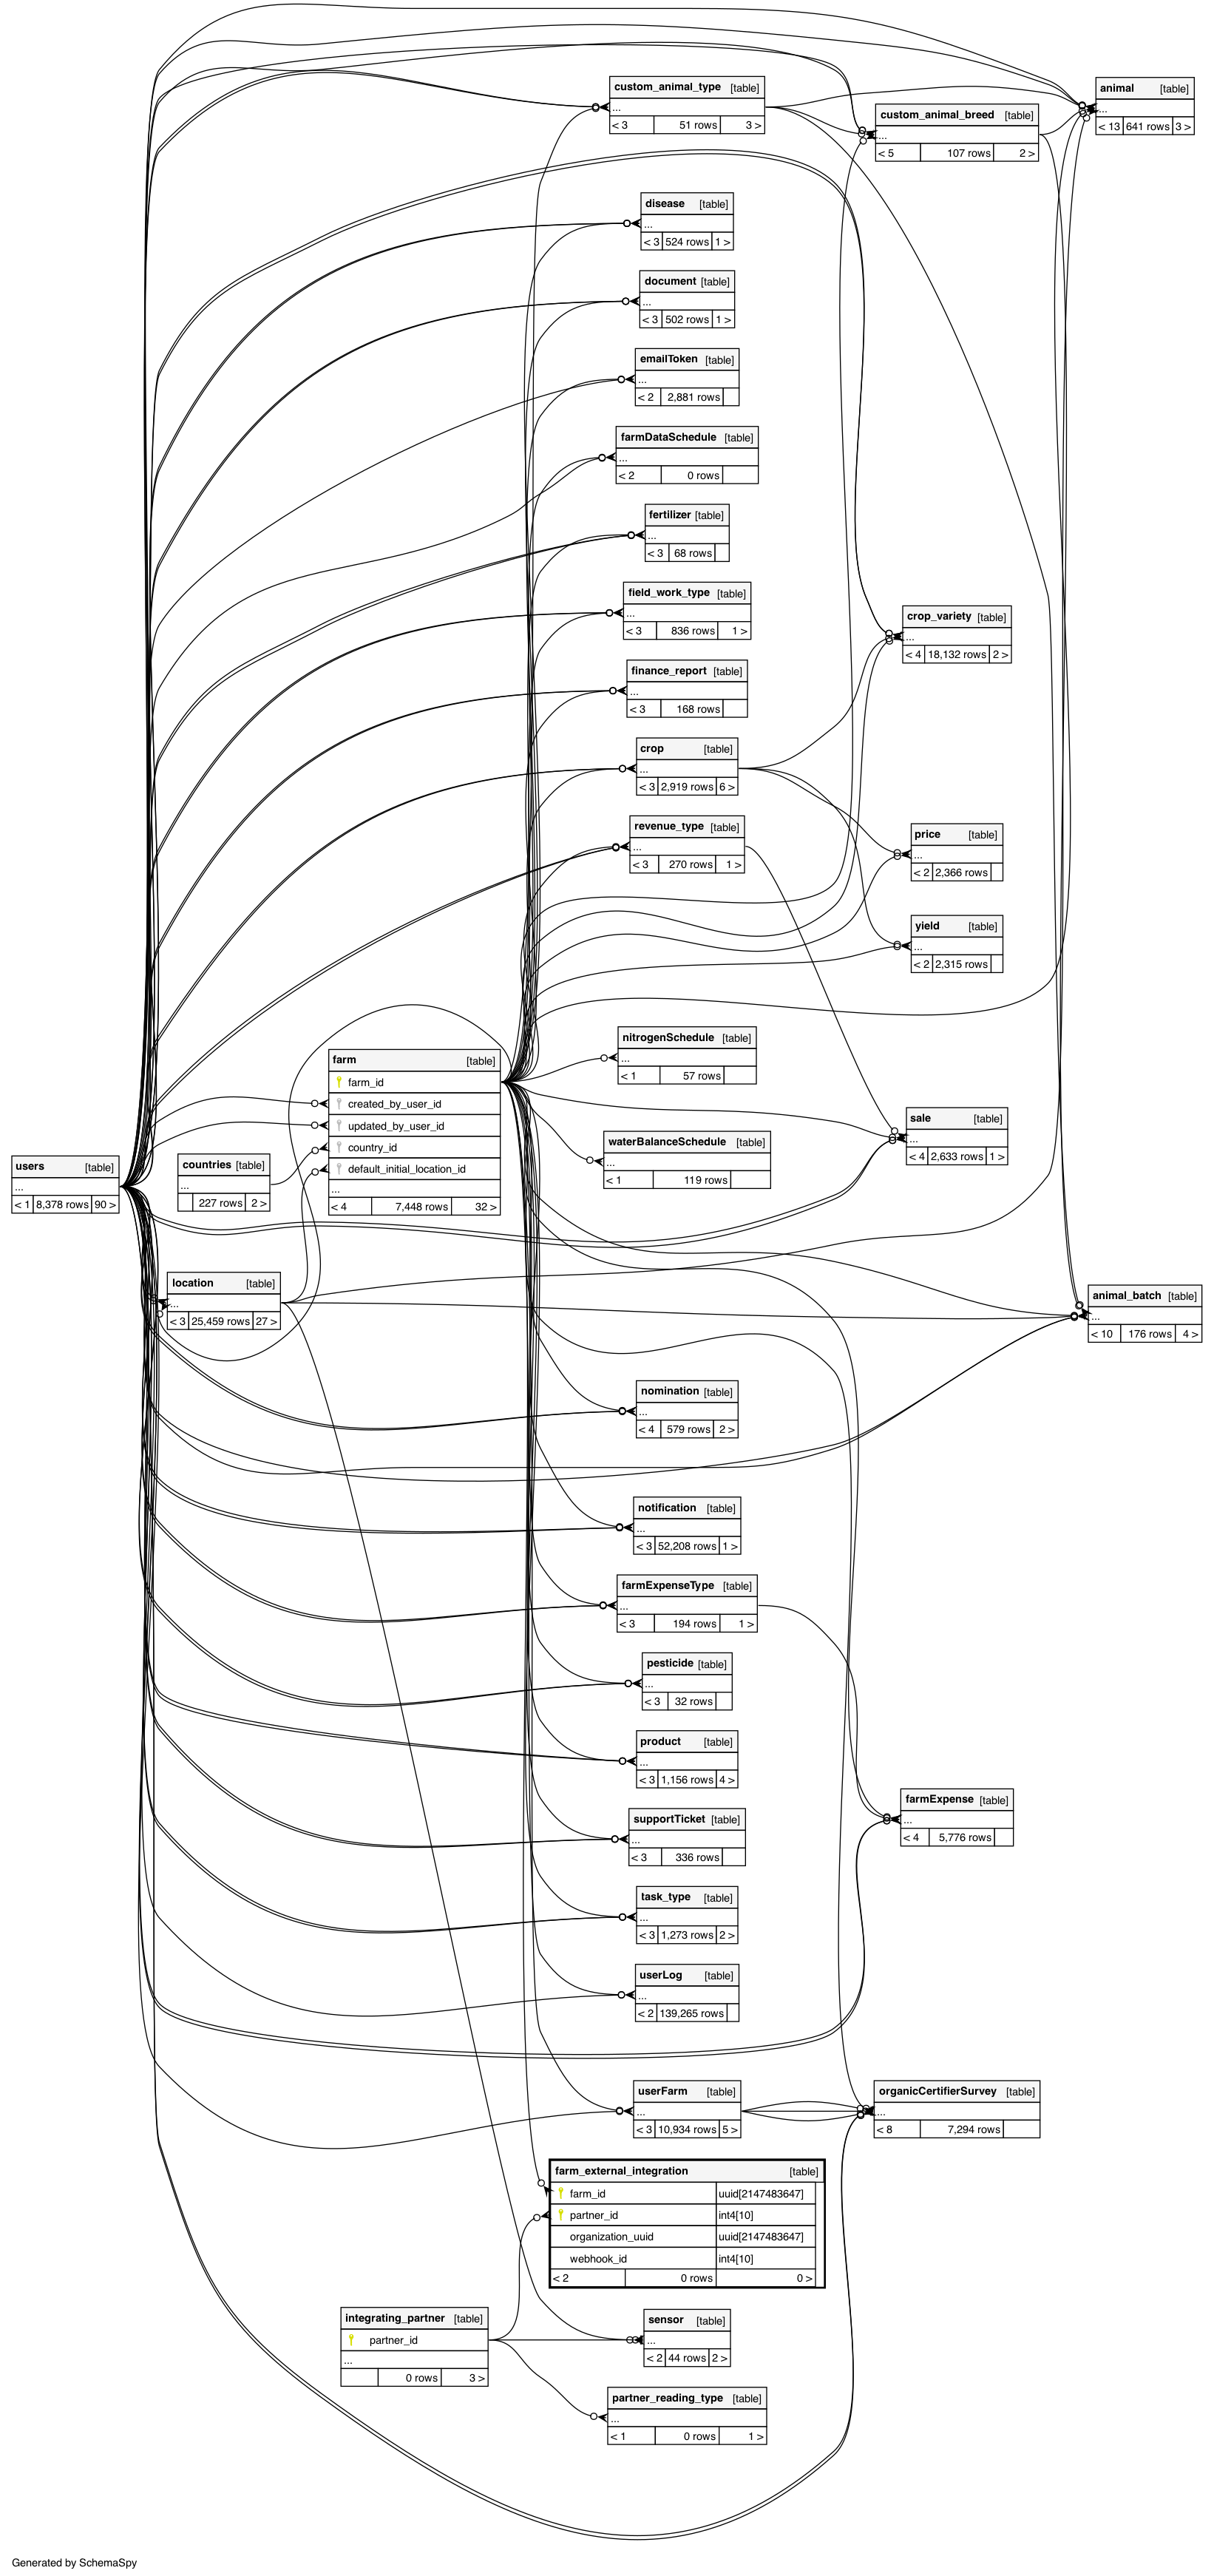 custom_animal_type [table]
...
< 3 51 rows 3 >
animal [table]
...
< 13 641 rows 3 >
custom_animal_breed [table]
...
< 5 107 rows 2 >
disease [table]
...
< 3 524 rows 1 >
document [table]
...
< 3 502 rows 1 >
emailToken [table]
...
< 2 2,881 rows
farmDataSchedule [table]
...
< 2 0 rows
fertilizer [table]
...
< 3 68 rows
field_work_type [table]
...
< 3 836 rows 1 >
crop_variety [table]
...
< 4 18,132 rows 2 >
finance_report [table]
...
< 3 168 rows
crop [table]
...
< 3 2,919 rows 6 >
revenue_type [table]
...
< 3 270 rows 1 >
price [table]
...
< 2 2,366 rows
yield [table]
...
< 2 2,315 rows
nitrogenSchedule [table]
...
< 1 57 rows
farm [table]
farm_id
created_by_user_id
updated_by_user_id
country_id
default_initial_location_id
...
< 4 7,448 rows 32 >
sale [table]
...
< 4 2,633 rows 1 >
waterBalanceSchedule [table]
...
< 1 119 rows
users [table]
...
< 1 8,378 rows 90 >
countries [table]
...
227 rows 2 >
location [table]
...
< 3 25,459 rows 27 >
animal_batch [table]
...
< 10 176 rows 4 >
nomination [table]
...
< 4 579 rows 2 >
notification [table]
...
< 3 52,208 rows 1 >
farmExpenseType [table]
...
< 3 194 rows 1 >
pesticide [table]
...
< 3 32 rows
product [table]
...
< 3 1,156 rows 4 >
farmExpense [table]
...
< 4 5,776 rows
supportTicket [table]
...
< 3 336 rows
task_type [table]
...
< 3 1,273 rows 2 >
userLog [table]
...
< 2 139,265 rows
userFarm [table]
...
< 3 10,934 rows 5 >
organicCertifierSurvey [table]
...
< 8 7,294 rows
farm_external_integration [table]
farm_id uuid[2147483647]
partner_id int4[10]
organization_uuid uuid[2147483647]
webhook_id int4[10]
< 2 0 rows 0 >
integrating_partner [table]
partner_id
...
0 rows 3 >
sensor [table]
...
< 2 44 rows 2 >
partner_reading_type [table]
...
< 1 0 rows 1 >
Generated by SchemaSpy